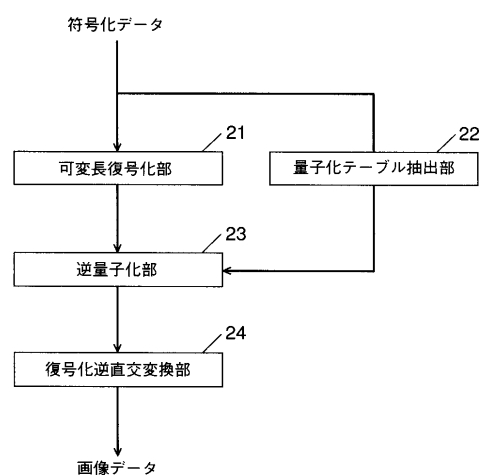 符号化データ
21
可変長復号化部
22
量子化テーブル抽出部
23
逆量子化部
24
復号化逆直交変換部
画像データ